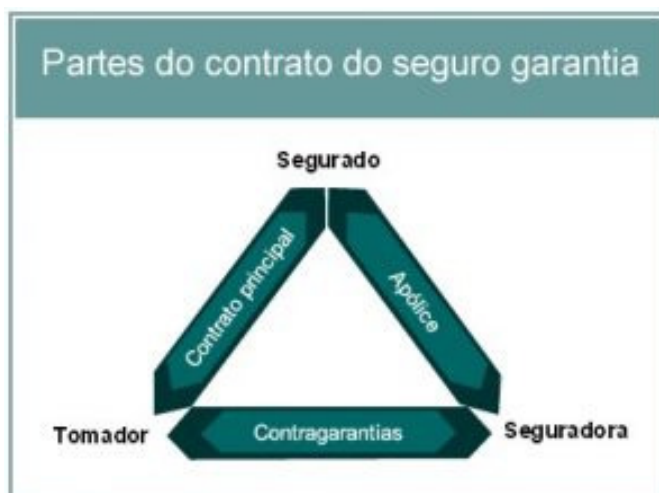 Partes do contrato do seguro garantia
Segurado
Contrato principal
Apólice
Tomador
Contragarantias
Seguradora